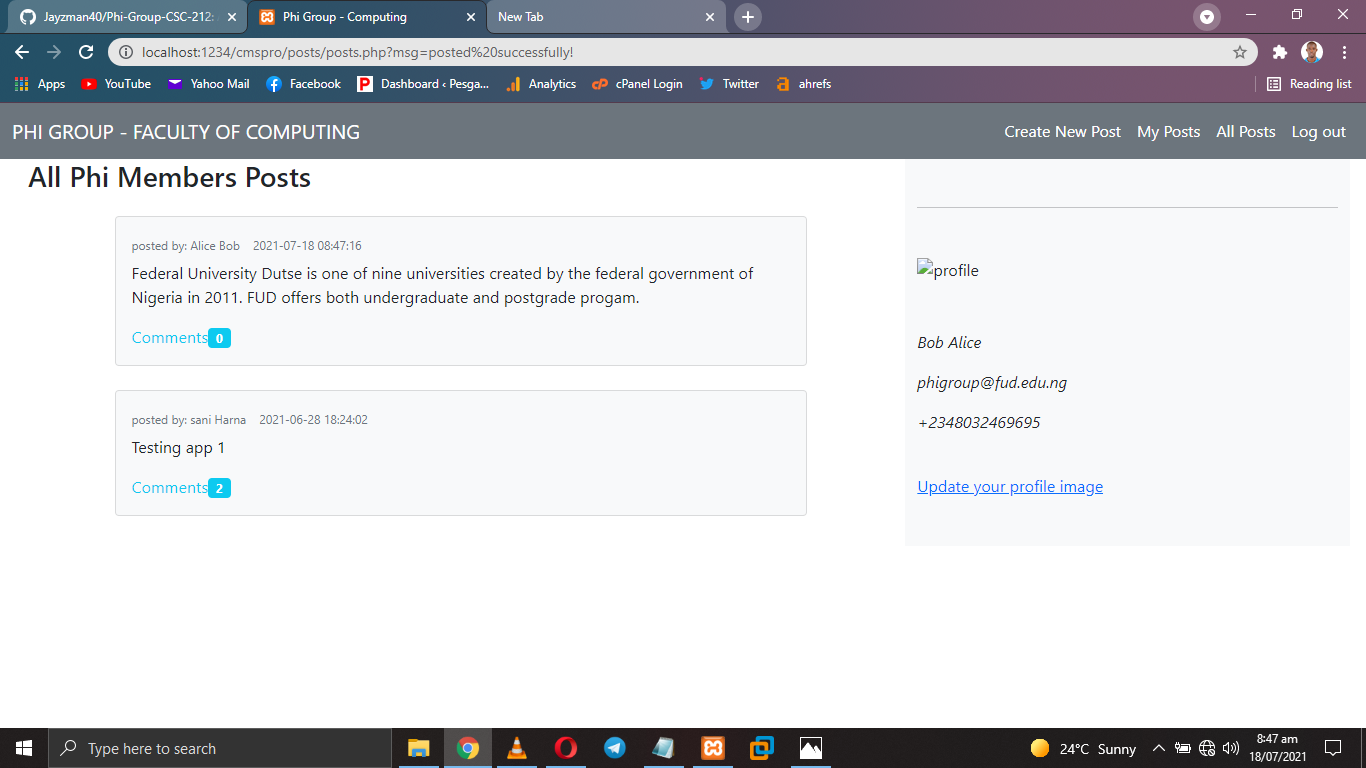 Jayzman40/Phi-Group-CSC-212:
Phi Group - Computing
New Tab
localhost:1234/cmspro/posts/posts.php?msg=posted%20successfully!
Apps
YouTube
Yahoo Mail
Facebook
Dashboard ‹ Pesga...
Analytics
cPanel Login
Twitter
ahrefs
Reading list
PHI GROUP - FACULTY OF COMPUTING
Create New Post
My Posts
All Posts
Log out
All Phi Members Posts
posted by: Alice Bob 2021-07-18 08:47:16
Federal University Dutse is one of nine universities created by the federal government of
Nigeria in 2011. FUD offers both undergraduate and postgrade progam.
Comments 0
posted by: sani Harna 2021-06-28 18:24:02
Testing app 1
Comments 2
profile
Bob Alice
phigroup@fud.edu.ng
+2348032469695
Update your profile image
Type here to search
24°C Sunny
8:47 am
18/07/2021